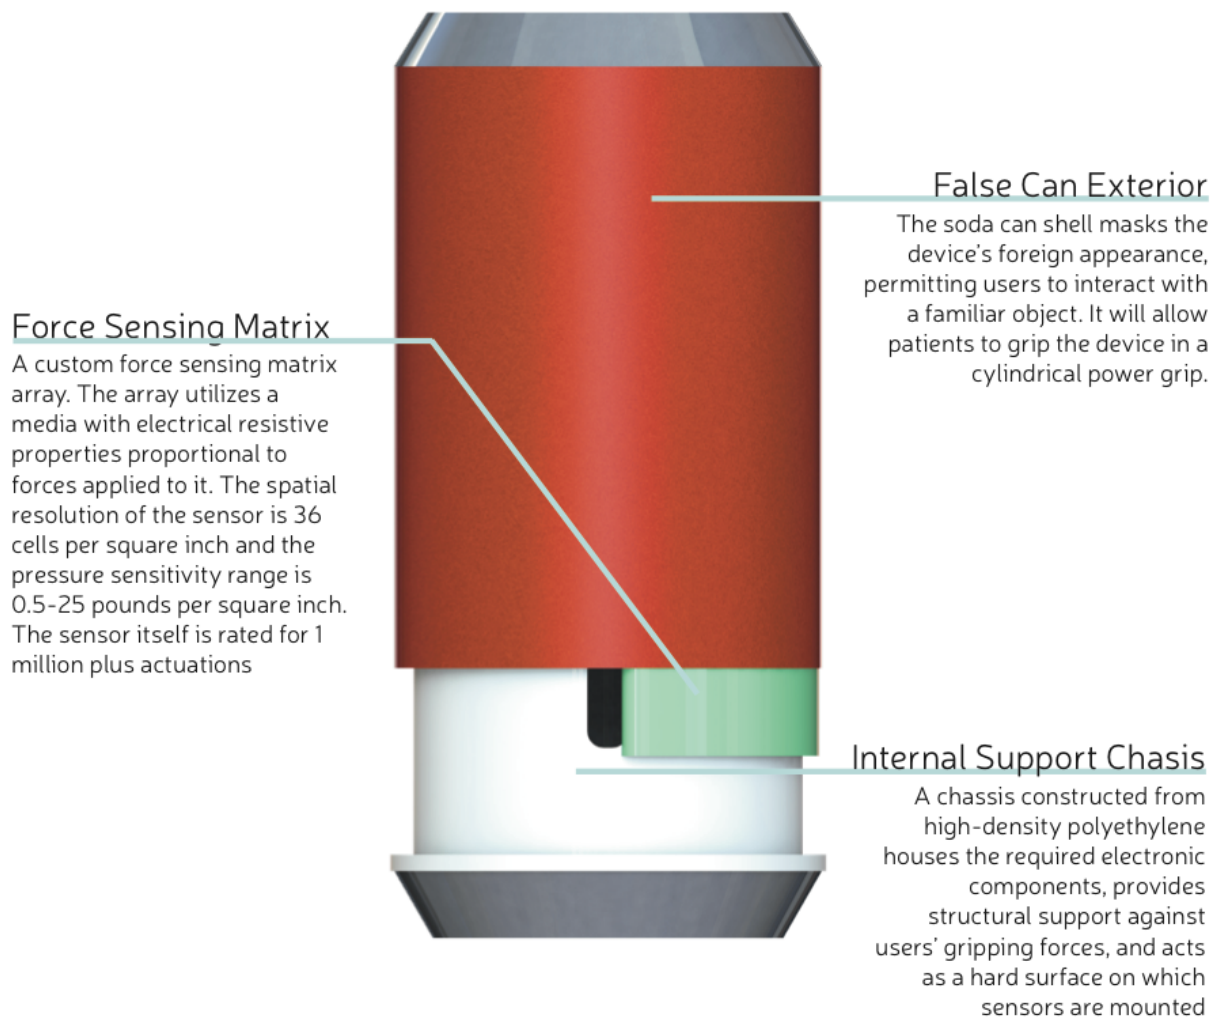 False Can Exterior
The soda can shell masks the
device's foreign appearance,
permitting users to interact with
a familiar object. It will allow
patients to grip the device in a
cylindrical power grip.
Force Sensing Matrix
A custom force sensing matrix
array. The array utilizes a
media with electrical resistive
properties proportional to
forces applied to it. The spatial
resolution of the sensor is 36
cells per square inch and the
pressure sensitivity range is
0.5-25 pounds per square inch.
The sensor itself is rated for 1
million plus actuations
Internal Support Chasis
A chassis constructed from
high-density polyethylene
houses the required electronic
components, provides
structural support against
users' gripping forces, and acts
as a hard surface on which
sensors are mounted